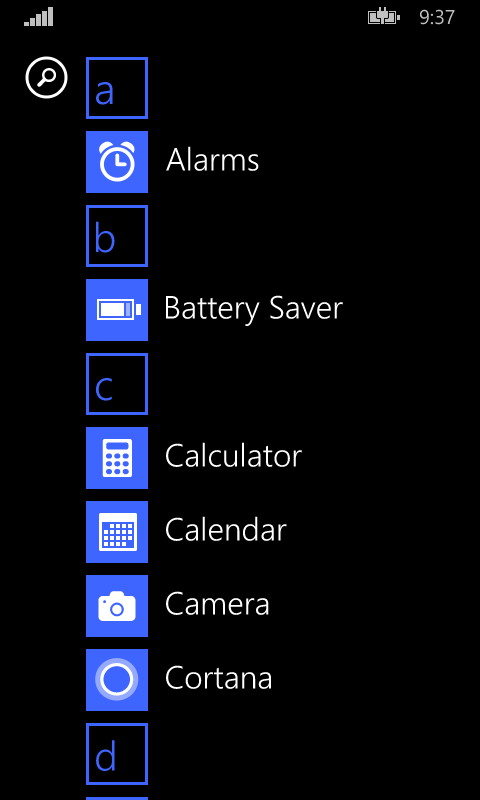 9:37
a
Alarms
b
Battery Saver
c
Calculator
Calendar
Camera
Cortana
d